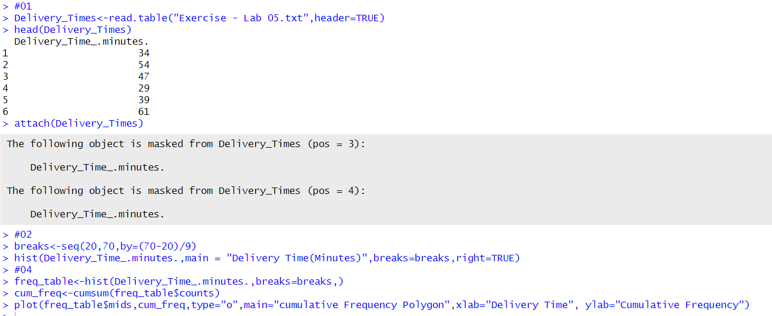 > #01
> Delivery_Times<-read.table("Exercise - Lab 05.txt",header=TRUE)
> head(Delivery_Times)
  Delivery_Time_.minutes.
1                      34
2                      54
3                      47
4                      29
5                      39
6                      61
> attach(Delivery_Times)
The following object is masked from Delivery_Times (pos = 3):
    Delivery_Time_.minutes.
The following object is masked from Delivery_Times (pos = 4):
    Delivery_Time_.minutes.
> #02
> breaks<-seq(20,70,by=(70-20)/9)
> hist(Delivery_Time_.minutes.,main = "Delivery Time(Minutes)",breaks=breaks,right=TRUE)
> #04
> freq_table<-hist(Delivery_Time_.minutes.,breaks=breaks,)
> cum_freq<-cumsum(freq_table$counts)
> plot(freq_table$mids,cum_freq,type="o",main="cumulative Frequency Polygon",xlab="Delivery Time", ylab="Cumulative Frequency")
>